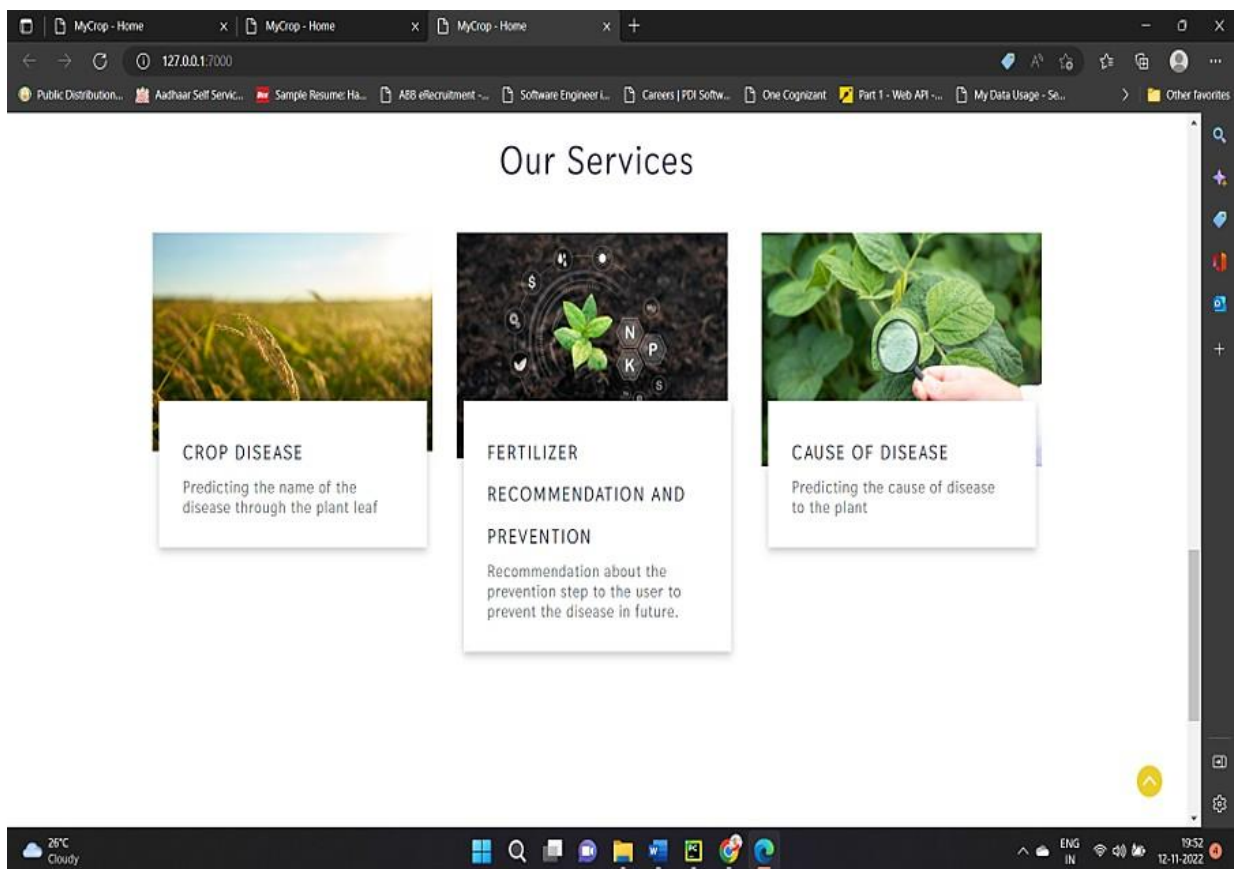 MyCrop - Home
MyCrop - Home
MyCrop - Home
127.0.0.1:7000
Public Distribution...
Aadhaar Self Servic...
Sample Resume: Ha...
ABB eRecruitment -...
Software Engineer i...
Careers | PDI Softw...
One Cognizant
Part 1 - Web API -...
My Data Usage - Se...
Other favorites
Our Services
$
N
P
K
S
CROP DISEASE
Predicting the name of the
disease through the plant leaf
FERTILIZER
RECOMMENDATION AND
PREVENTION
Recommendation about the
prevention step to the user to
prevent the disease in future.
CAUSE OF DISEASE
Predicting the cause of disease
to the plant
26°C
Cloudy
ENG
IN
19:52
12-11-2022
4